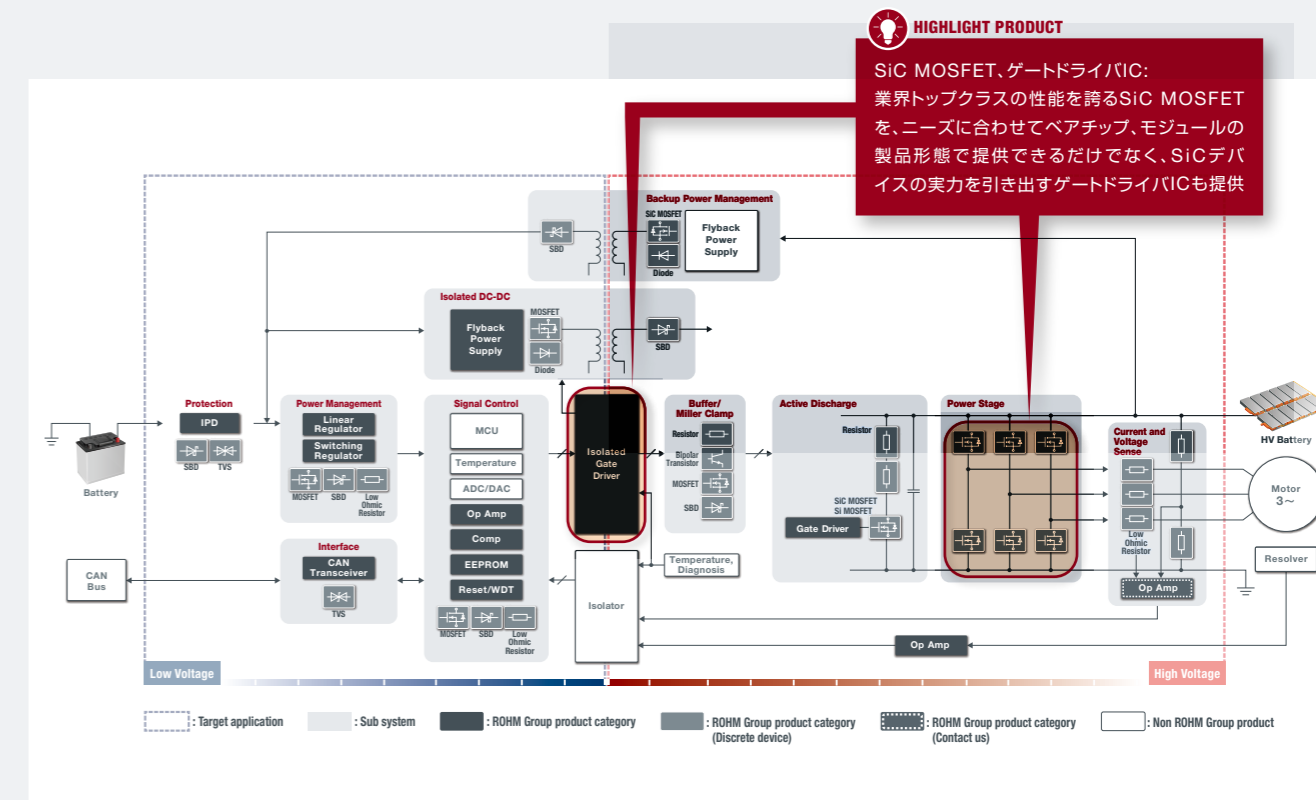 HIGHLIGHT PRODUCT
SiC MOSFET、ゲートドライバIC:
業界トップクラスの性能を誇るSiC MOSFET
を、ニーズに合わせてベアチップ、モジュールの
製品形態で提供できるだけでなく、SiCデバ
イスの実力を引き出すゲートドライバICも提供
Backup Power Management
SiC MOSFET
SBD
Flyback
Power
Supply
Diode
Isolated DC-DC
MOSFET
Flyback
Power
Supply
SBD
Diode
Protection
IPD
SBD
TVS
Battery
Power Management
Linear
Regulator
Switching
Regulator
MOSFET
SBD
Low
Ohmic
Resistor
Signal Control
MCU
Temperature
ADC/DAC
Op Amp
Comp
EEPROM
Reset/WDT
MOSFET
SBD
Low
Ohmic
Resistor
Isolated
Gate
Driver
Buffer/
Miller Clamp
Resistor
Bipolar
Transistor
MOSFET
SBD
Active Discharge
Resistor
SiC MOSFET
Si MOSFET
Gate Driver
Power Stage
Current and
Voltage
Sense
Low
Ohmic
Resistor
Op Amp
HV Battery
Motor
3~
Resolver
CAN
Bus
Interface
CAN
Transceiver
TVS
Isolator
Temperature,
Diagnosis
Op Amp
Low Voltage
High Voltage
: Target application
: Sub system
: ROHM Group product category
: ROHM Group product category
(Discrete device)
: ROHM Group product category
(Contact us)
: Non ROHM Group product